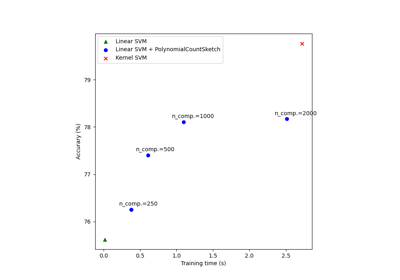 Linear SVM
Linear SVM + PolynomialCountSketch
Kernel SVM
79
n_comp.=1000
n_comp.=2000
78
n_comp.=500
77
n_comp.=250
76
Accurary (%)
0.0 0.5 1.0 1.5 2.0 2.5
Training time (s)